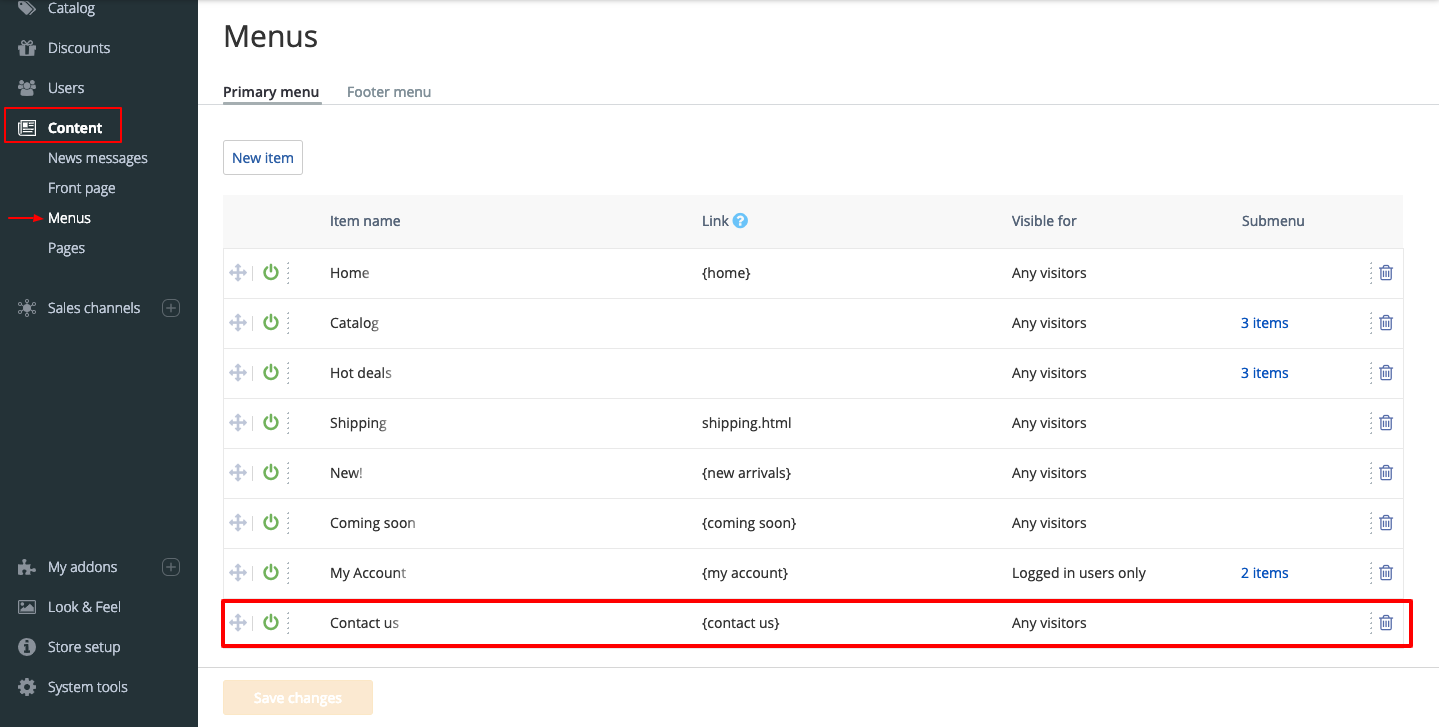 Catalog
Discounts
Users
Content
News messages
Front page
Menus
Pages
Sales channels
My addons
Look & Feel
Store setup
System tools
Menus
Primary menu Footer menu
New item
Item name Link ? Visible for Submenu
Home {home} Any visitors
Catalog Any visitors 3 items
Hot deals Any visitors 3 items
Shipping shipping.html Any visitors
New! {new arrivals} Any visitors
Coming soon {coming soon} Any visitors
My Account {my account} Logged in users only 2 items
Contact us {contact us} Any visitors
Save changes